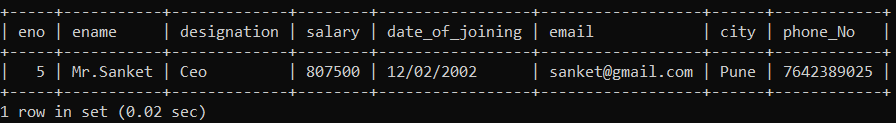 +-----+-----------+-------------+--------+-----------------+------------------+------+------------+
| eno | ename     | designation | salary | date_of_joining | email            | city | phone_No   |
+-----+-----------+-------------+--------+-----------------+------------------+------+------------+
|   5 | Mr.Sanket | Ceo         | 807500 | 12/02/2002      | sanket@gmail.com | Pune | 7642389025 |
+-----+-----------+-------------+--------+-----------------+------------------+------+------------+
1 row in set (0.02 sec)